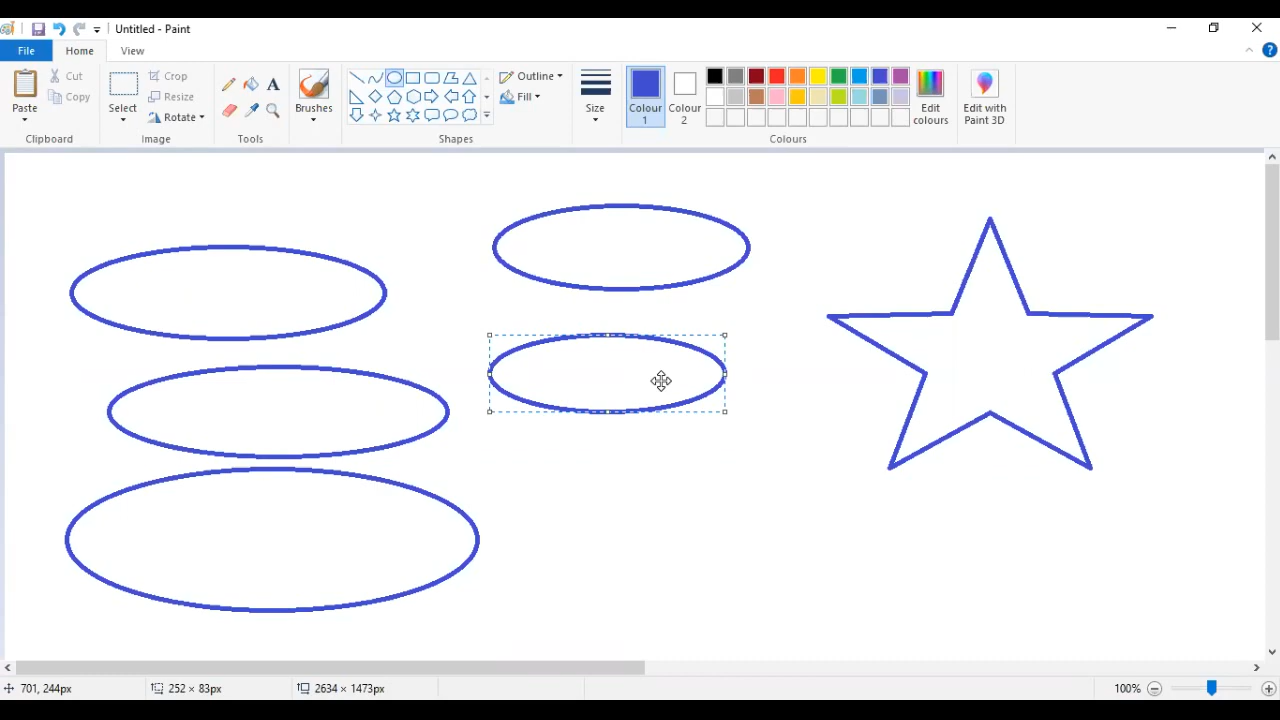 Untitled - Paint
File Home View
Paste
Cut
Copy
Clipboard
Select
Crop
Resize
Rotate
Image
A
Tools
Brushes
Outline
Fill
Shapes
Size
Colour 1
Colour 2
Edit colours
Colours
Edit with Paint 3D
?
701, 244px
252 × 83px
2634 × 1473px
100%